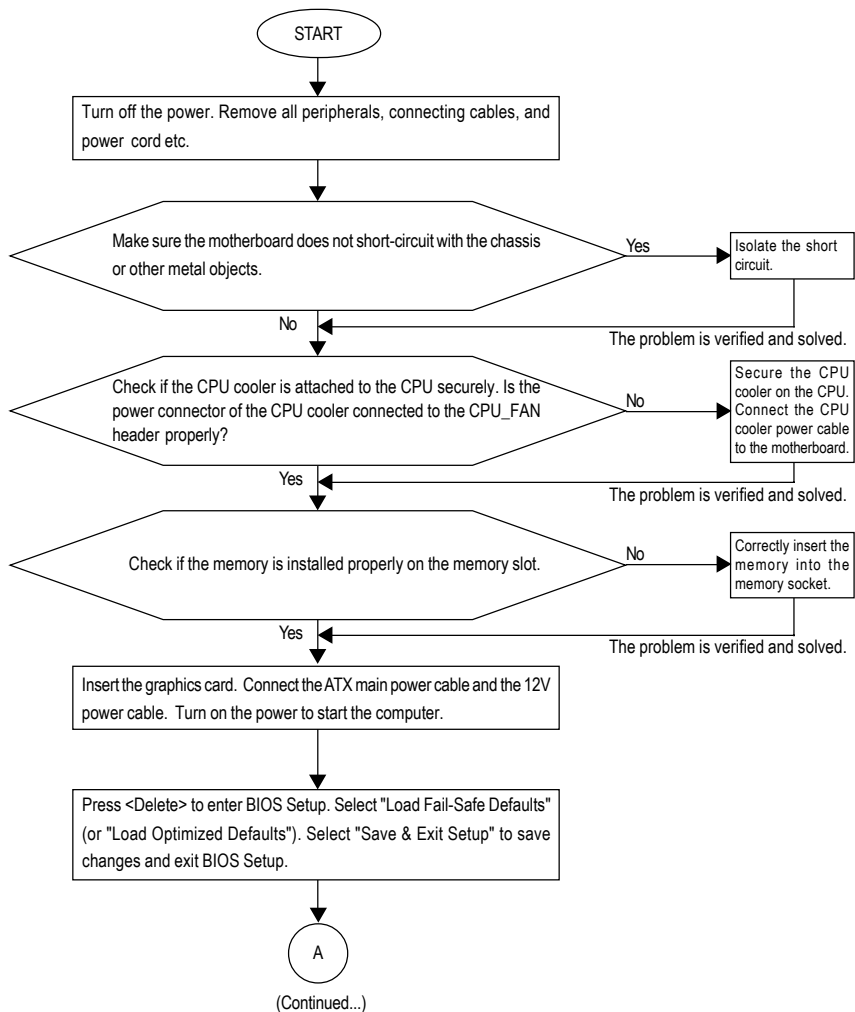 START
Turn off the power. Remove all peripherals, connecting cables, and
power cord etc.
Make sure the motherboard does not short-circuit with the chassis
or other metal objects.
Yes
Isolate the short
circuit.
No
The problem is verified and solved.
Check if the CPU cooler is attached to the CPU securely. Is the
power connector of the CPU cooler connected to the CPU_FAN
header properly?
No
Secure the CPU
cooler on the CPU.
Connect the CPU
cooler power cable
to the motherboard.
Yes
The problem is verified and solved.
Check if the memory is installed properly on the memory slot.
No
Correctly insert the
memory into the
memory socket.
Yes
The problem is verified and solved.
Insert the graphics card. Connect the ATX main power cable and the 12V
power cable. Turn on the power to start the computer.
Press <Delete> to enter BIOS Setup. Select "Load Fail-Safe Defaults"
(or "Load Optimized Defaults"). Select "Save & Exit Setup" to save
changes and exit BIOS Setup.
A
(Continued...)